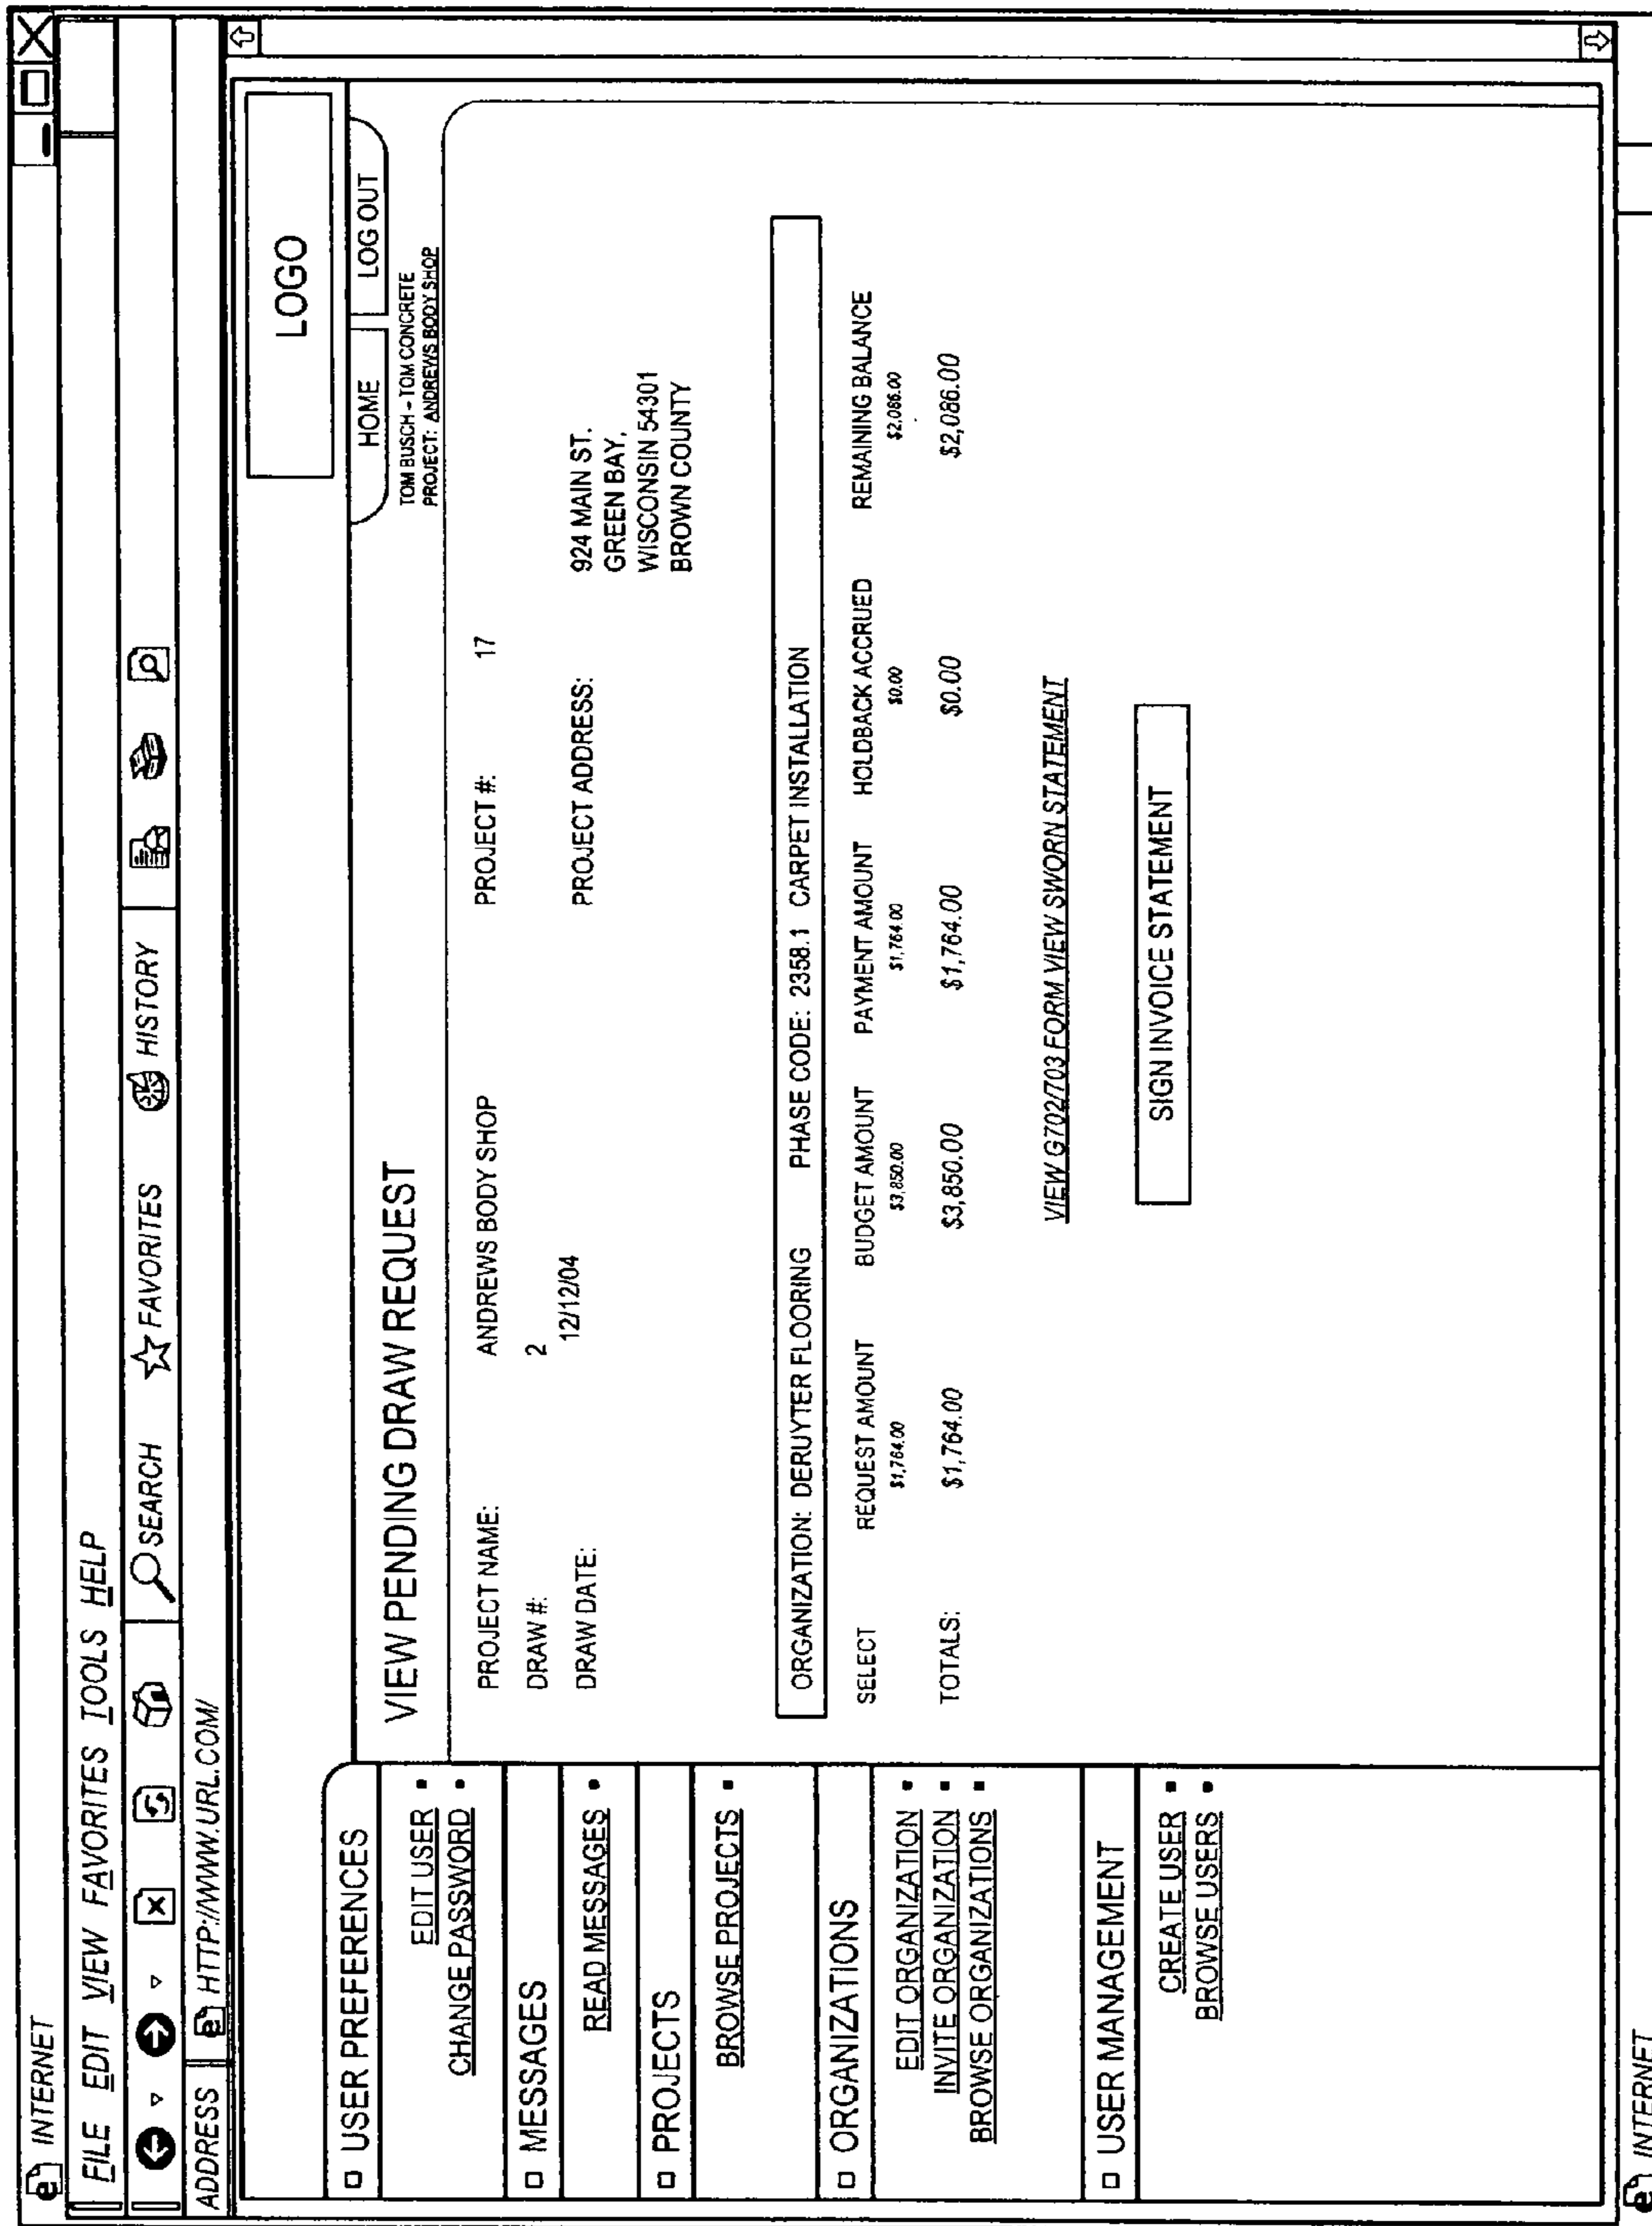 INTERNET
FILE EDIT VIEW FAVORITES TOOLS HELP
SEARCH FAVORITES HISTORY
ADDRESS HTTP://WWW.URL.COM/
LOGO
HOME LOG OUT
TOM BUSCH - TOM CONCRETE
PROJECT: ANDREWS BODY SHOP
USER PREFERENCES
EDIT USER
CHANGE PASSWORD
MESSAGES
READ MESSAGES
PROJECTS
BROWSE PROJECTS
ORGANIZATIONS
EDIT ORGANIZATION
INVITE ORGANIZATION
BROWSE ORGANIZATIONS
USER MANAGEMENT
CREATE USER
BROWSE USERS
VIEW PENDING DRAW REQUEST
PROJECT NAME: ANDREWS BODY SHOP PROJECT #: 17
DRAW #: 2
DRAW DATE: 12/12/04 PROJECT ADDRESS: 924 MAIN ST.
GREEN BAY,
WISCONSIN 54301
BROWN COUNTY
ORGANIZATION: DERUYTER FLOORING PHASE CODE: 2358.1 CARPET INSTALLATION
SELECT REQUEST AMOUNT BUDGET AMOUNT PAYMENT AMOUNT HOLDBACK ACCRUED REMAINING BALANCE
$1,764.00 $3,850.00 $1,764.00 $0.00 $2,086.00
TOTALS: $1,764.00 $3,850.00 $1,764.00 $0.00 $2,086.00
VIEW G702/703 FORM VIEW SWORN STATEMENT
SIGN INVOICE STATEMENT
INTERNET